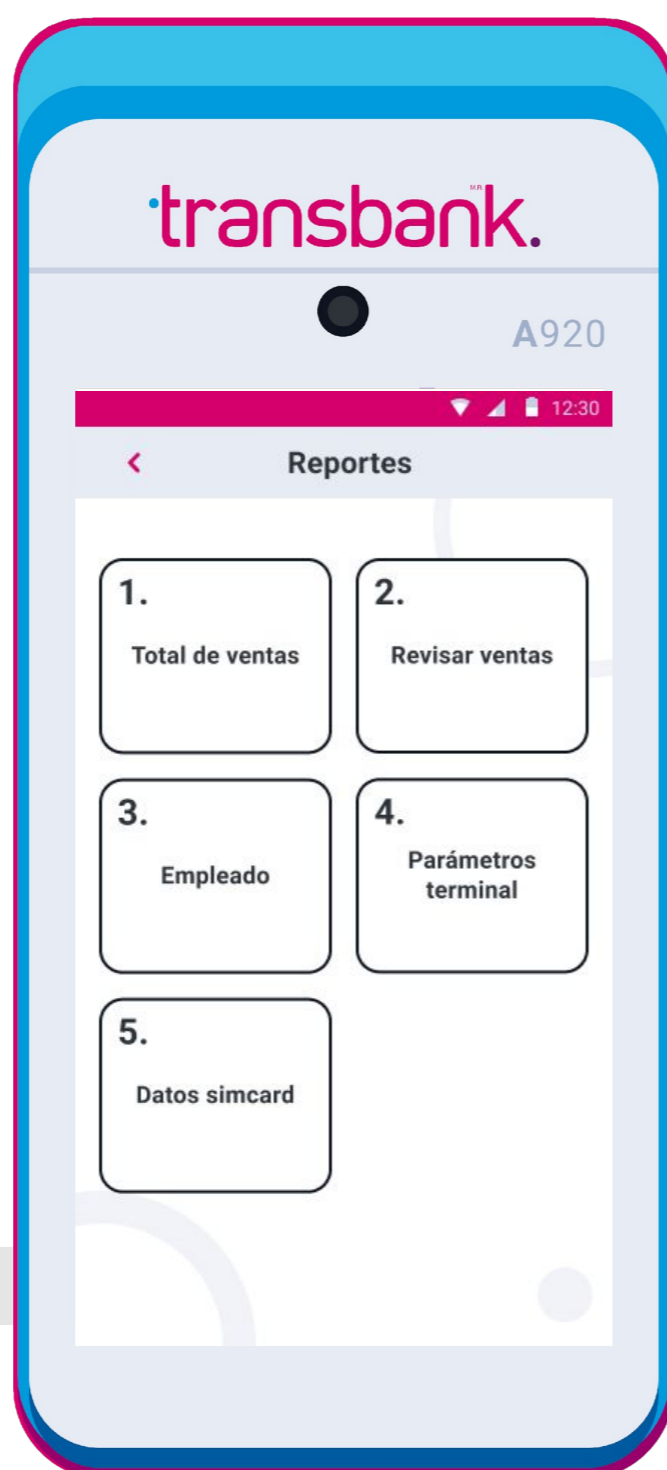 transbank.
M.R.
A920
12:30
Reportes
1.
Total de ventas
2.
Revisar ventas
3.
Empleado
4.
Parámetros
terminal
5.
Datos simcard